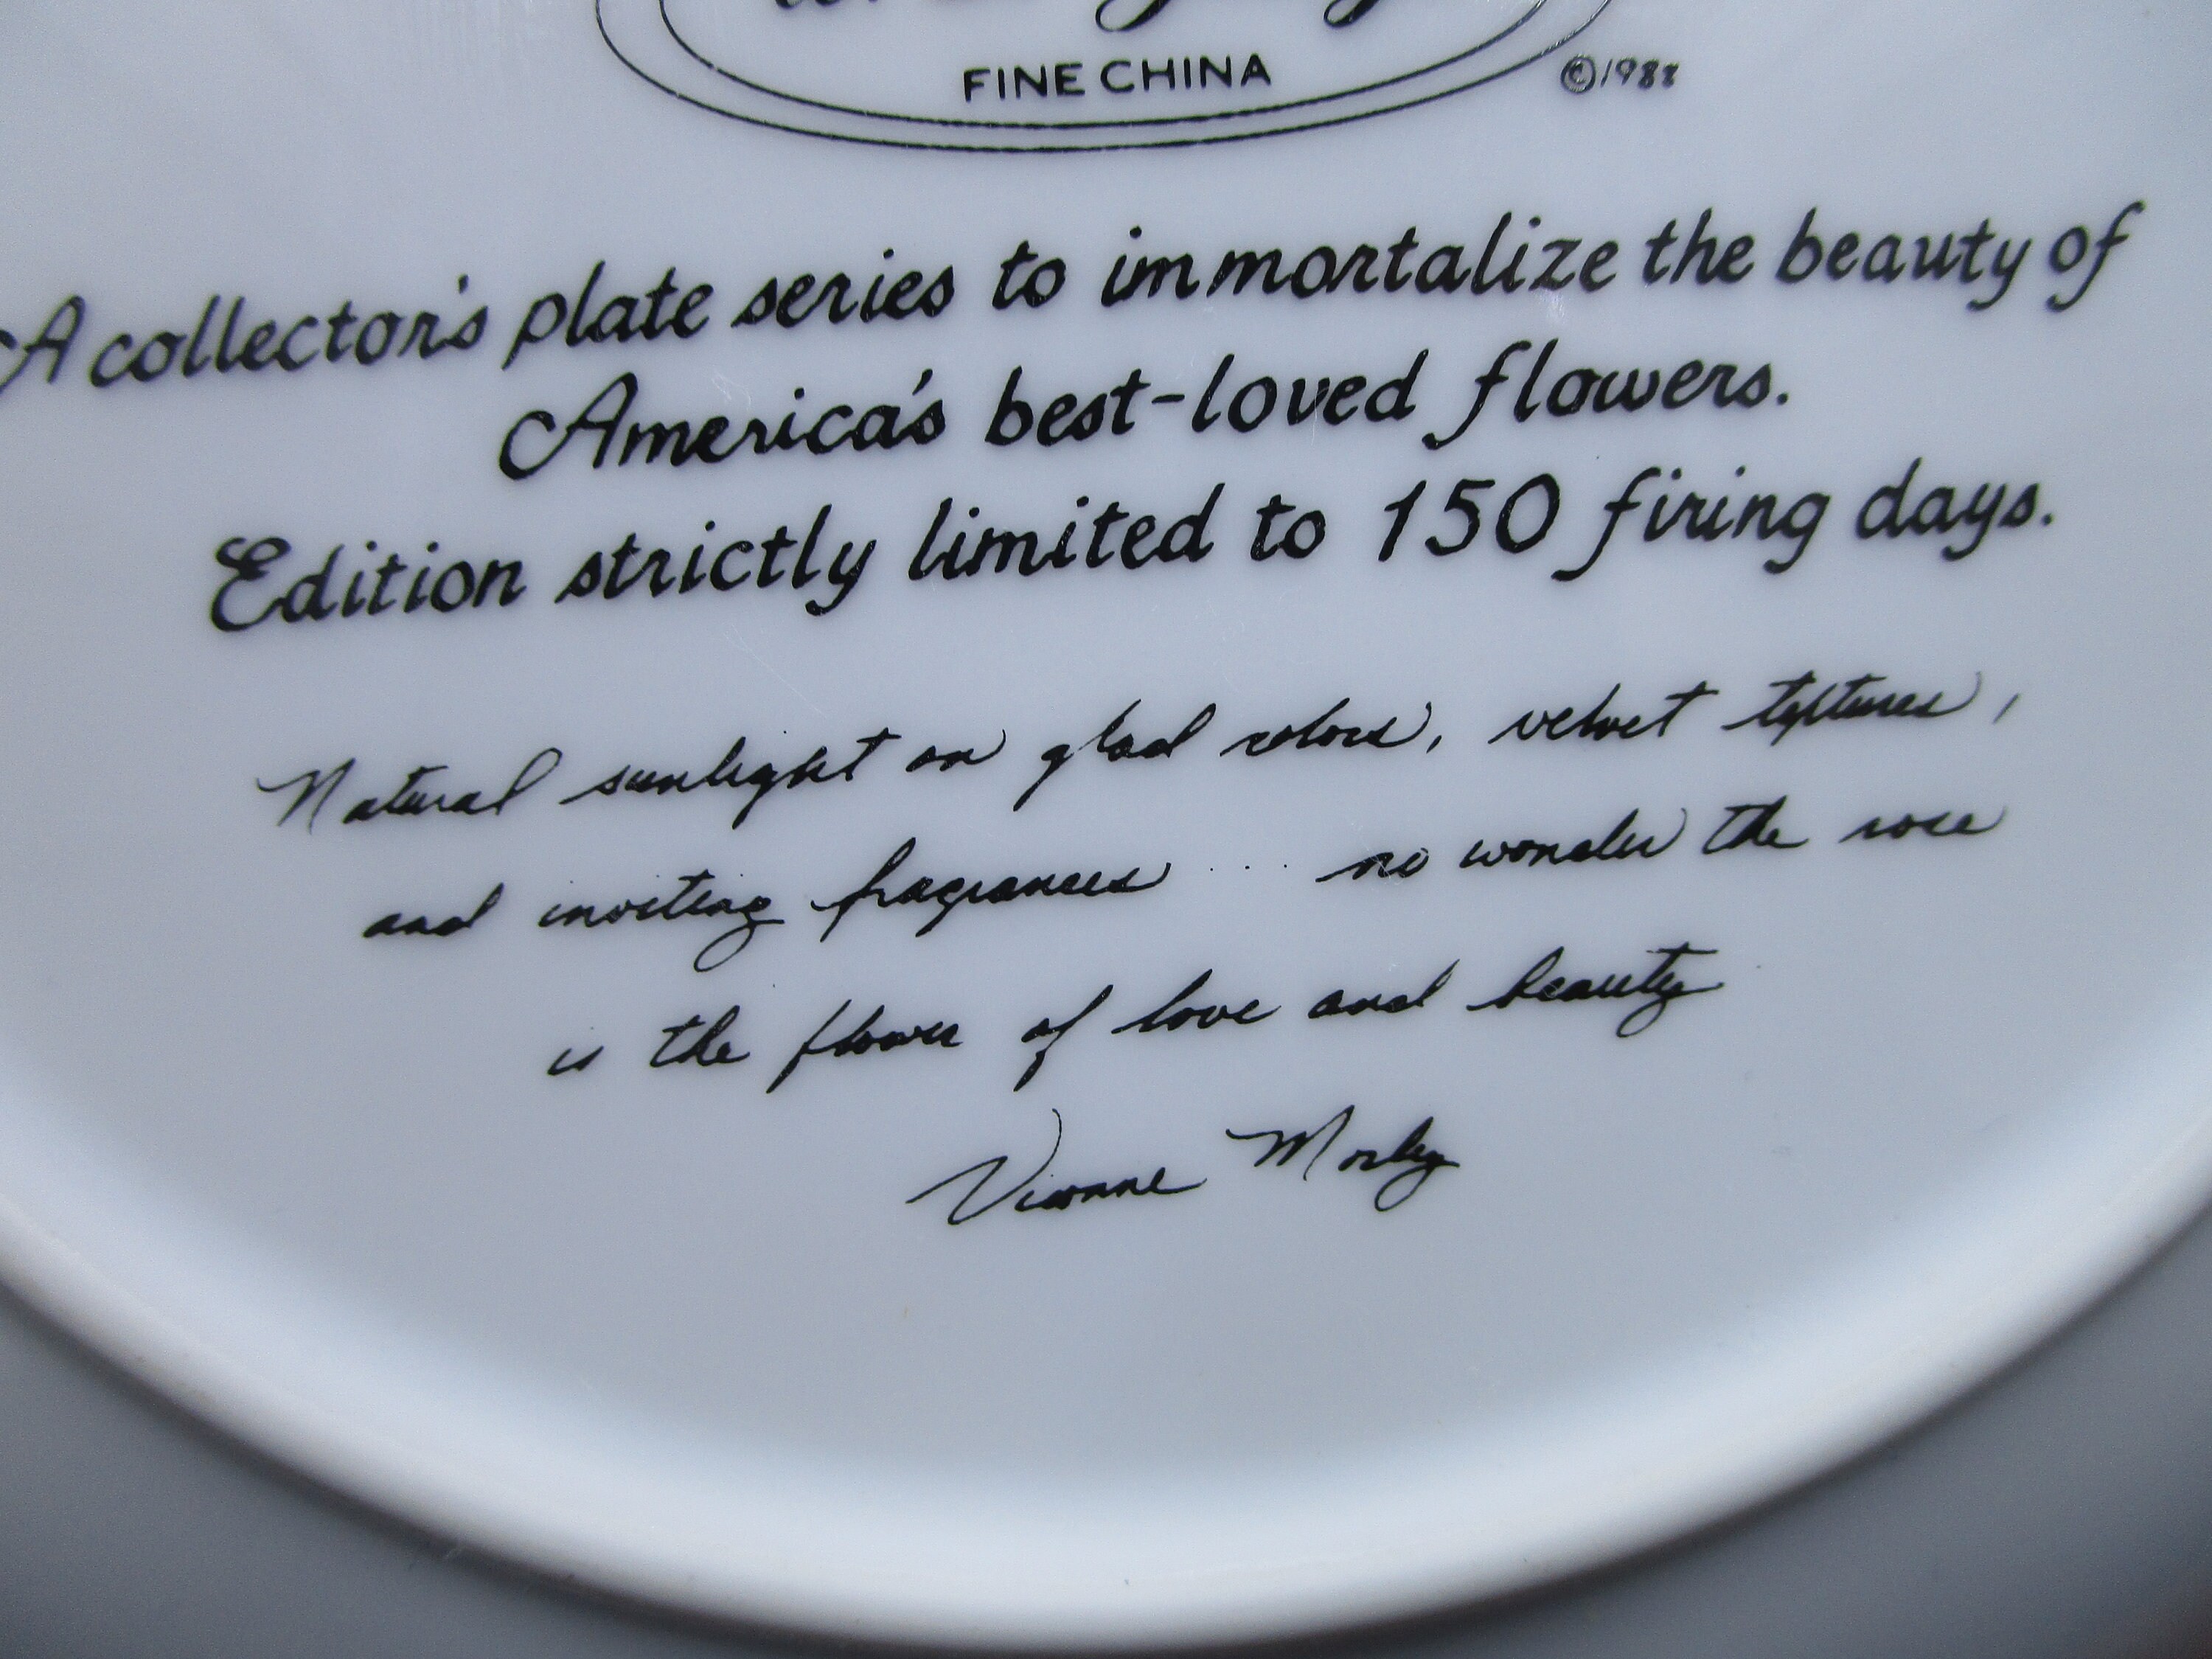 FINE CHINA
©1988
A collector's plate series to immortalize the beauty of
America's best-loved flowers.
Edition strictly limited to 150 firing days.
Natural sunlight on glad colors, velvet textures,
and inviting fragrances ... no wonder the rose
is the flower of love and beauty
Vivonne Morley